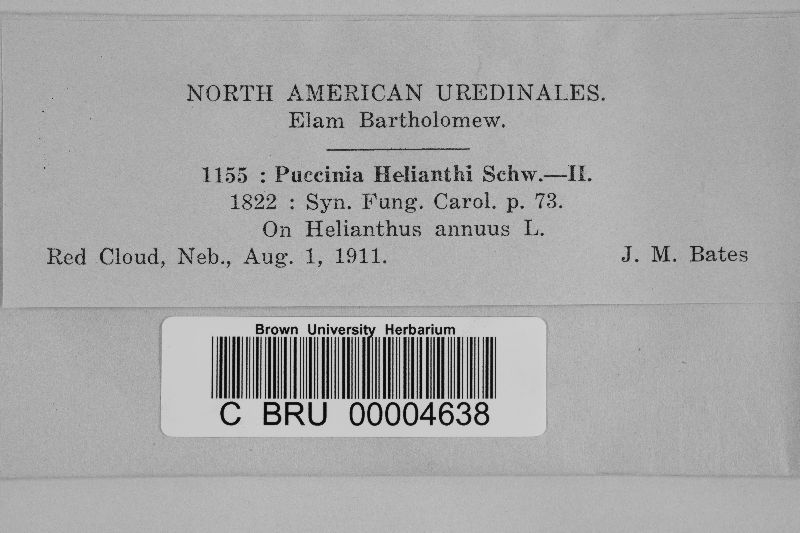 NORTH AMERICAN UREDINALES.
Elam Bartholomew.
1155 : Puccinia Helianthi Schw.—II.
1822 : Syn. Fung. Carol. p. 73.
On Helianthus annuus L.
Red Cloud, Neb., Aug. 1, 1911. J. M. Bates
Brown University Herbarium
C BRU 00004638